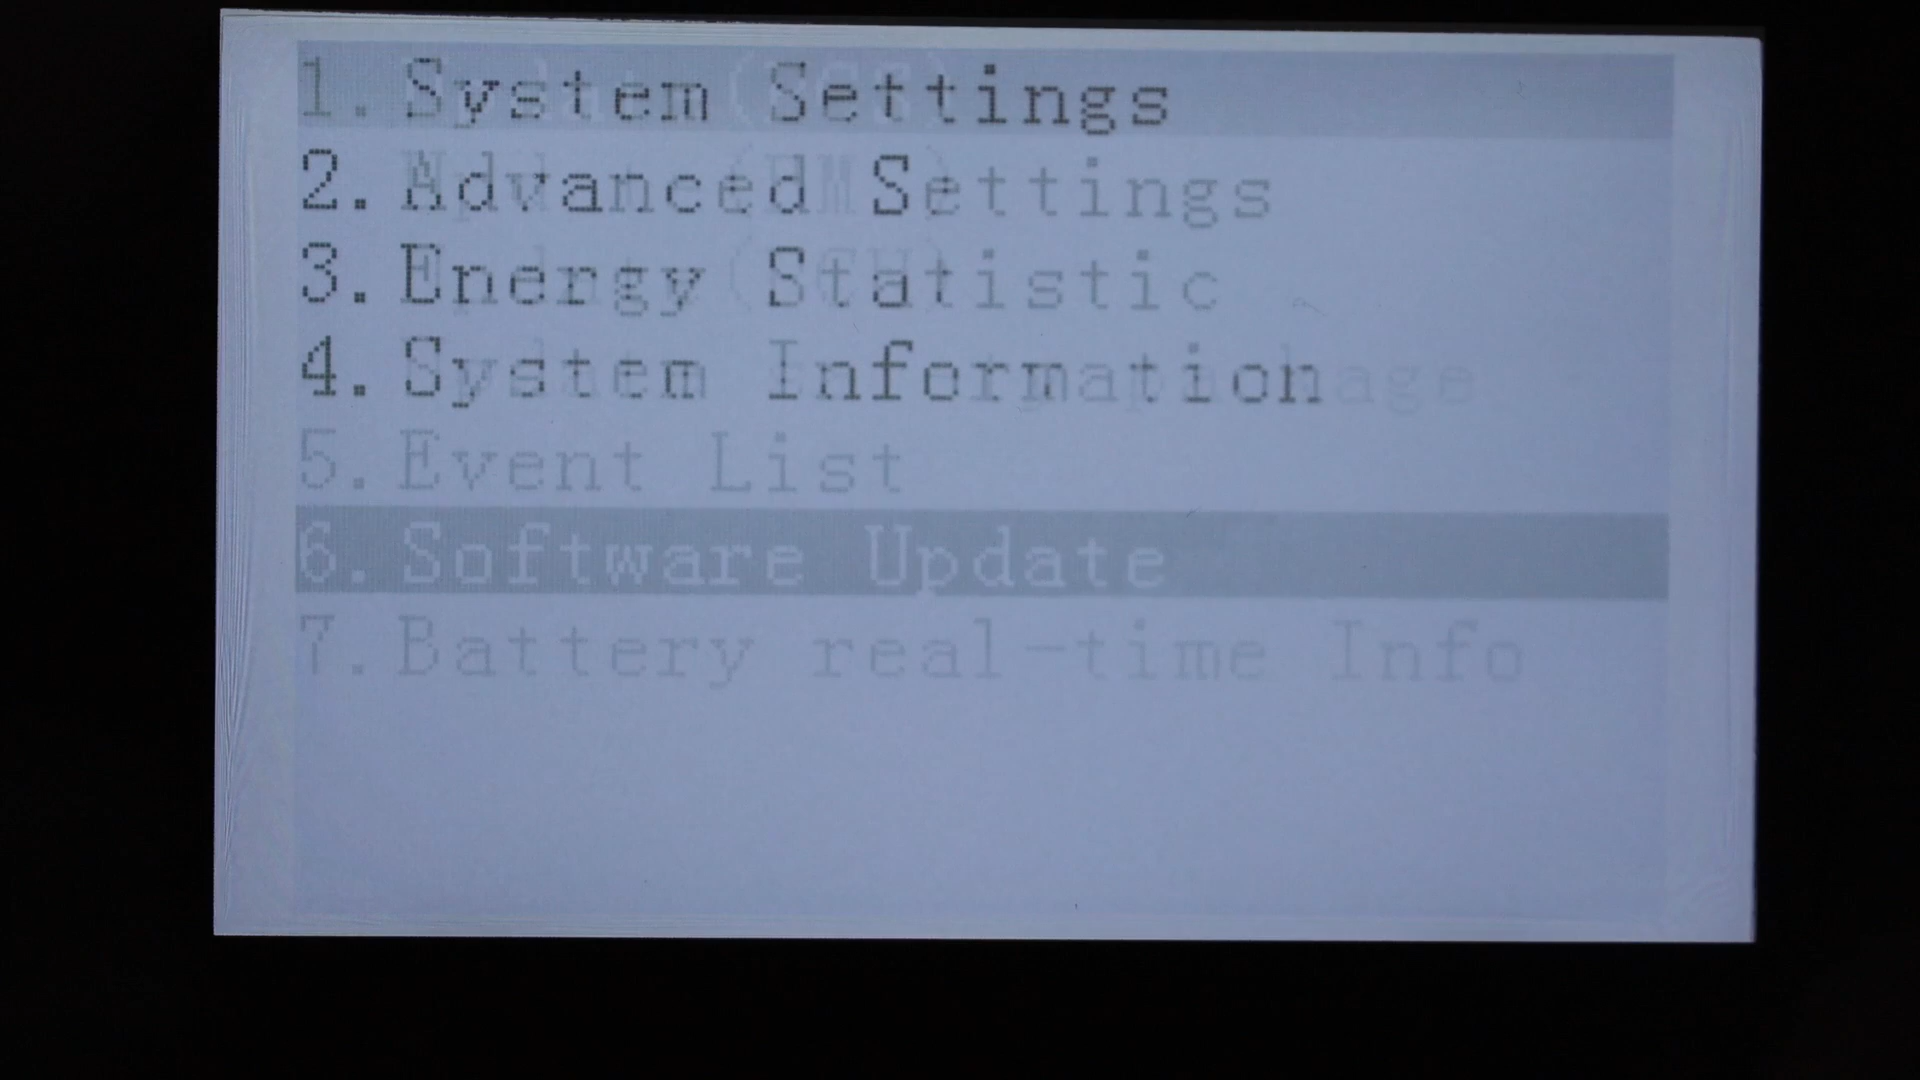 1. System Settings
2. Advanced Settings
3. Energy Statistic
4. System Information
5. Event List
6. Software Update
7. Battery real-time Info